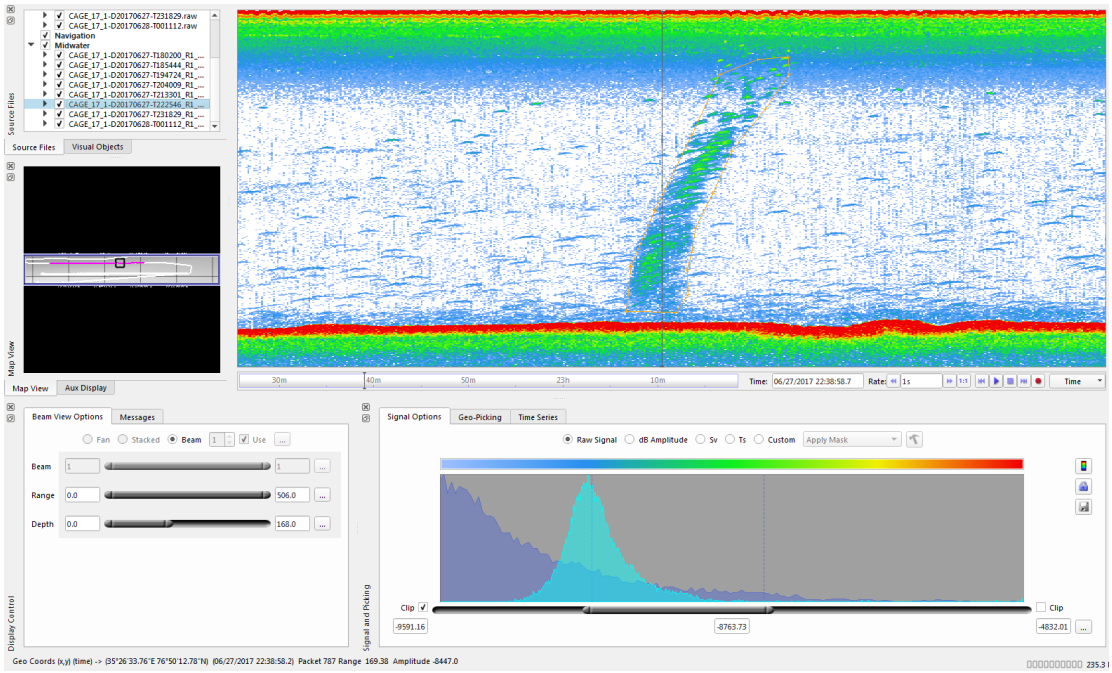 CAGE_17_1-D20170627-T231829.raw
CAGE_17_1-D20170628-T001112.raw
Navigation
Midwater
CAGE_17_1-D20170627-T180200_R1_...
CAGE_17_1-D20170627-T185444_R1_...
CAGE_17_1-D20170627-T194724_R1_...
CAGE_17_1-D20170627-T204009_R1_...
CAGE_17_1-D20170627-T213301_R1_...
CAGE_17_1-D20170627-T222546_R1_...
CAGE_17_1-D20170627-T231829_R1_...
CAGE_17_1-D20170628-T001112_R1_...
Source Files
Source Files Visual Objects
Map View
Map View Aux Display
30m 40m 50m 23h 10m
Time: 06/27/2017 22:38:58.7 Rate: 1s 1:1 Time
Beam View Options Messages
Fan Stacked Beam 1 Use ...
Beam 1 1 ...
Range 0.0 506.0 ...
Depth 0.0 168.0 ...
Display Control
Signal Options Geo-Picking Time Series
Raw Signal dB Amplitude Sv Ts Custom Apply Mask
Clip Clip
-9591.16 -8763.73 -4832.01 ...
Signal and Picking
Geo Coords (x,y) (time) -> (35°26'33.76"E 76°50'12.78"N) (06/27/2017 22:38:58.2) Packet 787 Range 169.38 Amplitude -8447.0
235.3